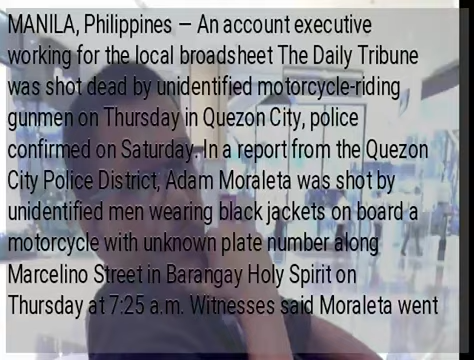 MANILA, Philippines — An account executive
working for the local broadsheet The Daily Tribune
was shot dead by unidentified motorcycle-riding
gunmen on Thursday in Quezon City, police
confirmed on Saturday. In a report from the Quezon
City Police District, Adam Moraleta was shot by
unidentified men wearing black jackets on board a
motorcycle with unknown plate number along
Marcelino Street in Barangay Holy Spirit on
Thursday at 7:25 a.m. Witnesses said Moraleta went